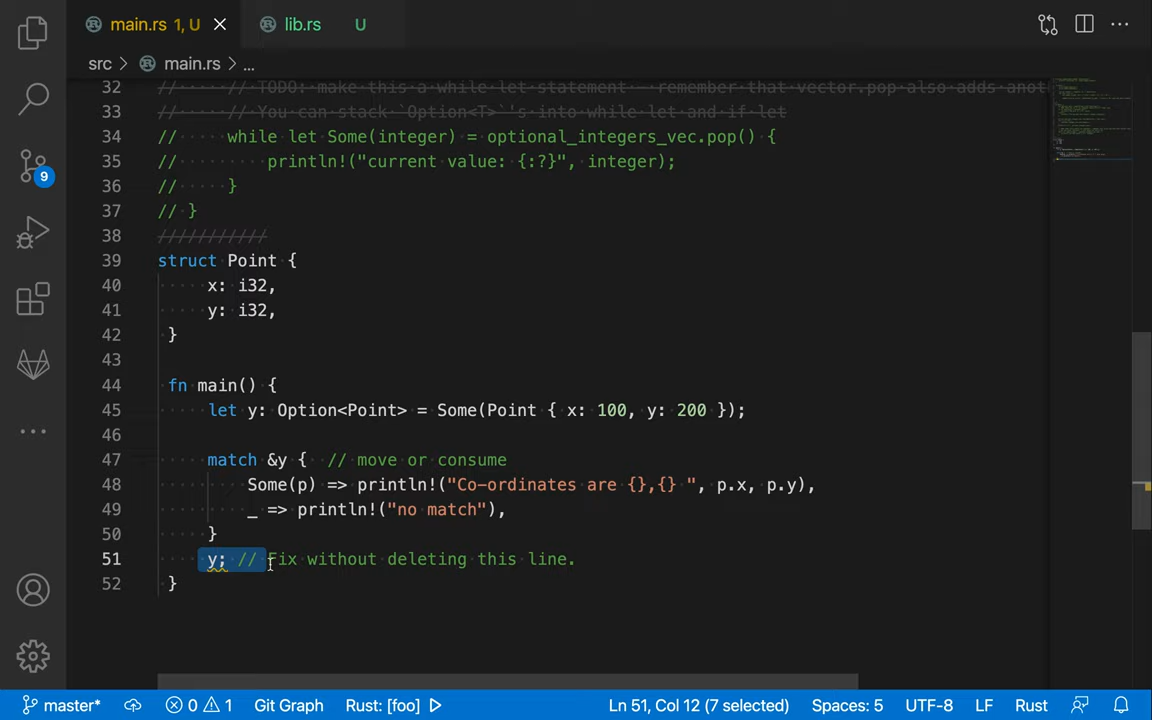 main.rs 1, U
lib.rs U
src > main.rs > ...
32 // // TODO: make this a while let statement - remember that vector.pop also adds
33 // // You can stack `Option<T>`'s into while let and if let
34 // while let Some(integer) = optional_integers_vec.pop() {
35 // println!("current value: {:?}", integer);
36 // }
37 // }
38 ///////////
39 struct Point {
40 x: i32,
41 y: i32,
42 }
43
44 fn main() {
45 let y: Option<Point> = Some(Point { x: 100, y: 200 });
46
47 match &y { // move or consume
48 Some(p) => println!("Co-ordinates are {},{} ", p.x, p.y),
49 _ => println!("no match"),
50 }
51 y; // Fix without deleting this line.
52 }
9
master* 0 1 Git Graph Rust: [foo] Ln 51, Col 12 (7 selected) Spaces: 5 UTF-8 LF Rust